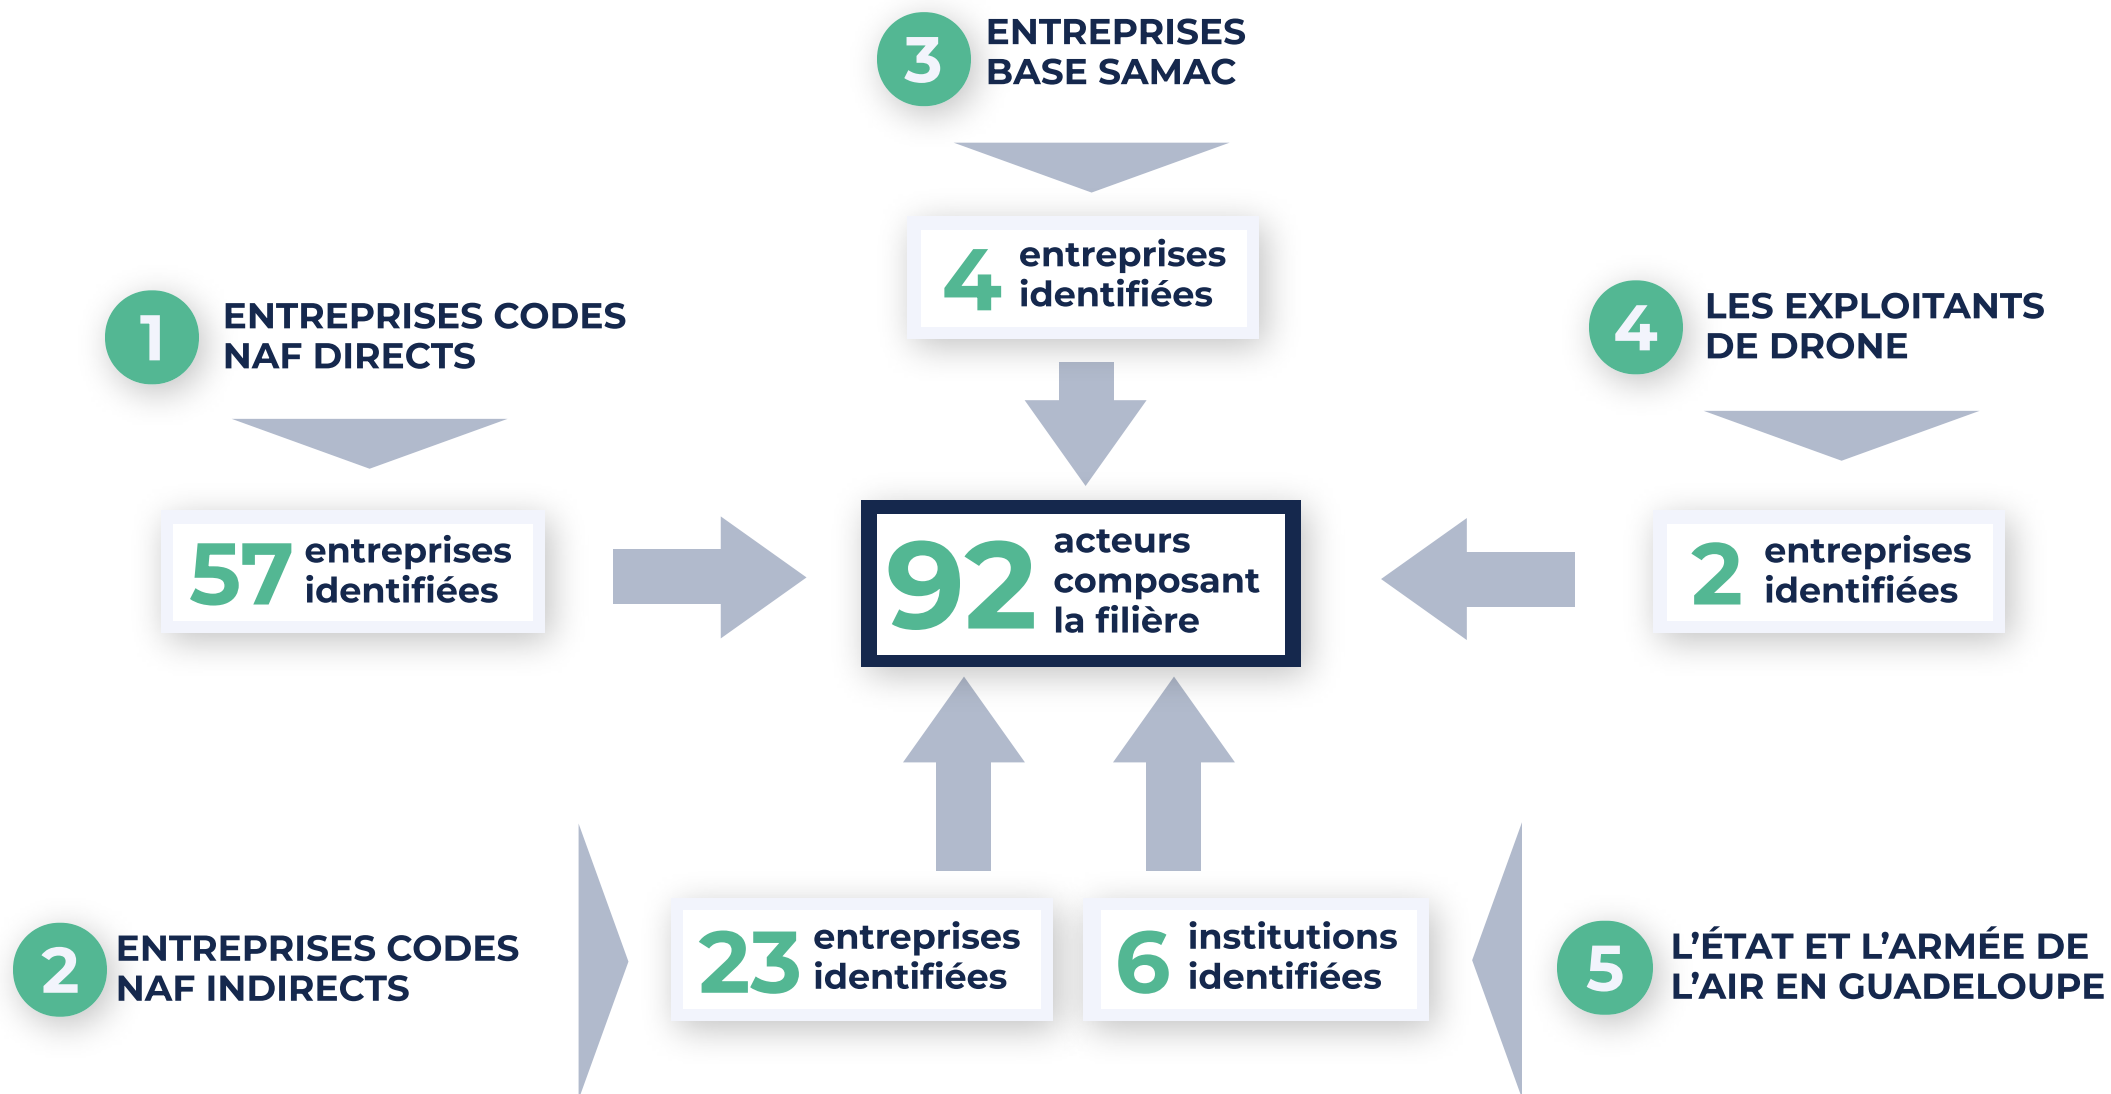 3
ENTREPRISES
BASE SAMAC
4
entreprises
identifiées
1
ENTREPRISES CODES
NAF DIRECTS
57
entreprises
identifiées
4
LES EXPLOITANTS
DE DRONE
2
entreprises
identifiées
92
acteurs
composant
la filière
2
ENTREPRISES CODES
NAF INDIRECTS
23
entreprises
identifiées
6
institutions
identifiées
5
L’ÉTAT ET L’ARMÉE DE
L’AIR EN GUADELOUPE